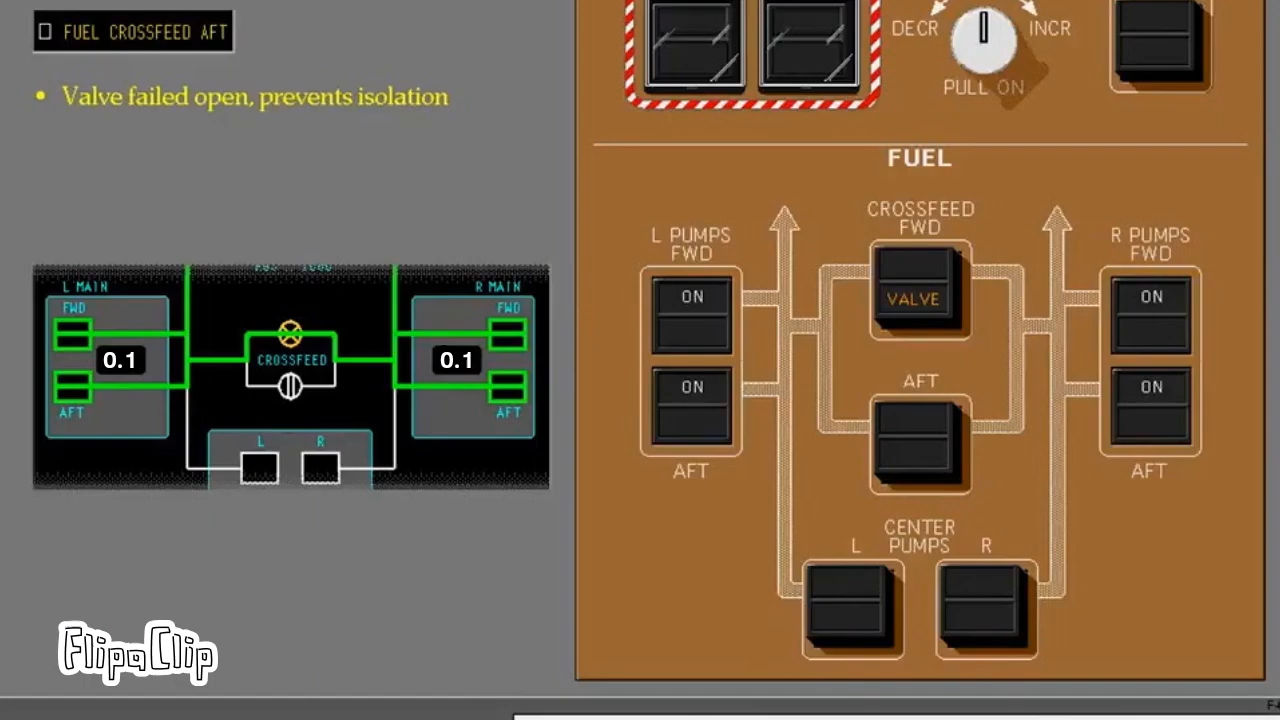 □ FUEL CROSSFEED AFT
• Valve failed open, prevents isolation
L MAIN
R MAIN
FWD
FWD
0.1
CROSSFEED
0.1
AFT
AFT
L
R
FlipaClip
DECR
INCR
PULL ON
FUEL
CROSSFEED
FWD
L PUMPS
FWD
R PUMPS
FWD
ON
VALVE
ON
AFT
ON
ON
AFT
AFT
CENTER
L PUMPS R